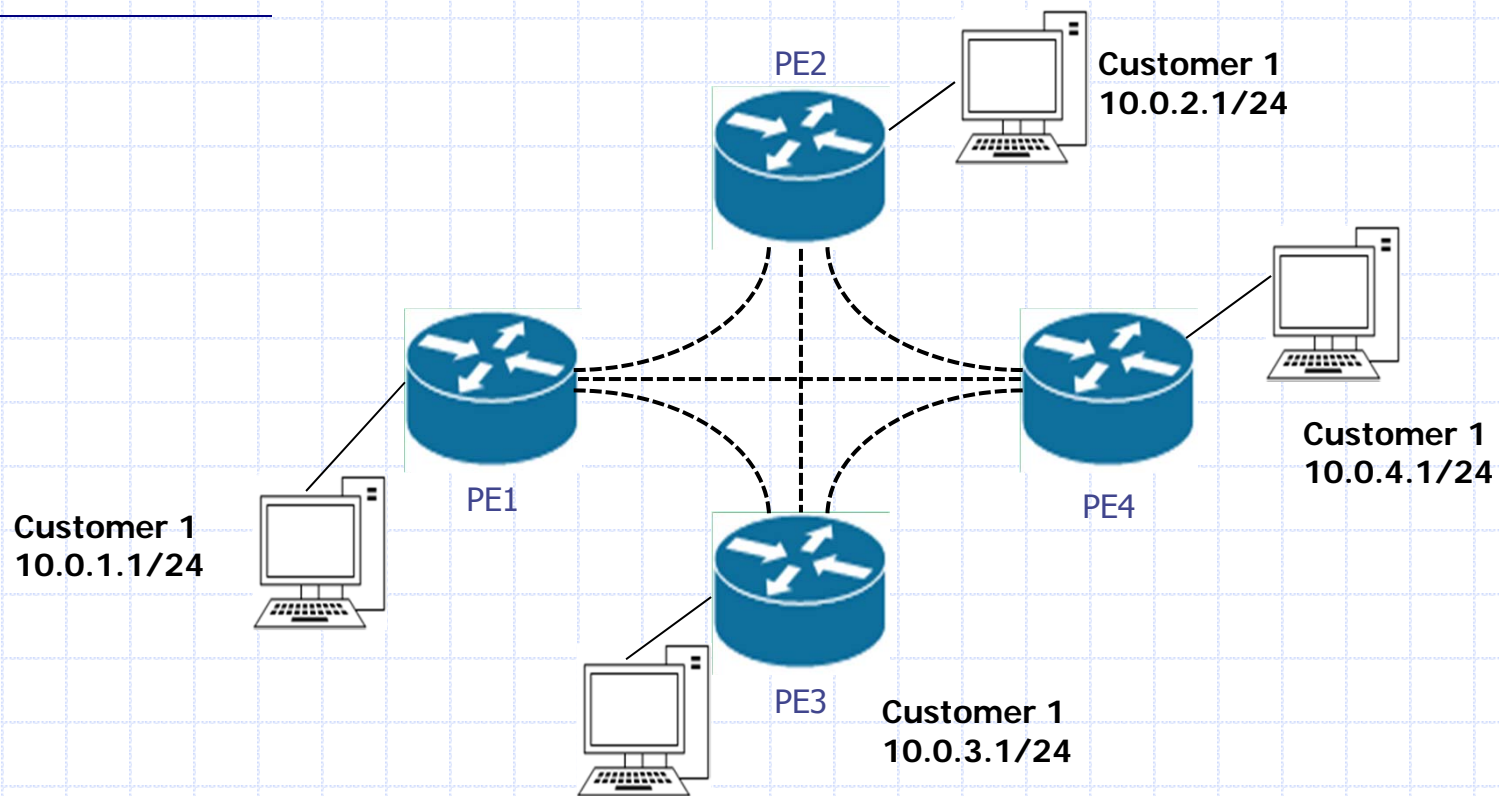 PE2
Customer 1
10.0.2.1/24
PE1
Customer 1
10.0.1.1/24
PE4
Customer 1
10.0.4.1/24
PE3
Customer 1
10.0.3.1/24